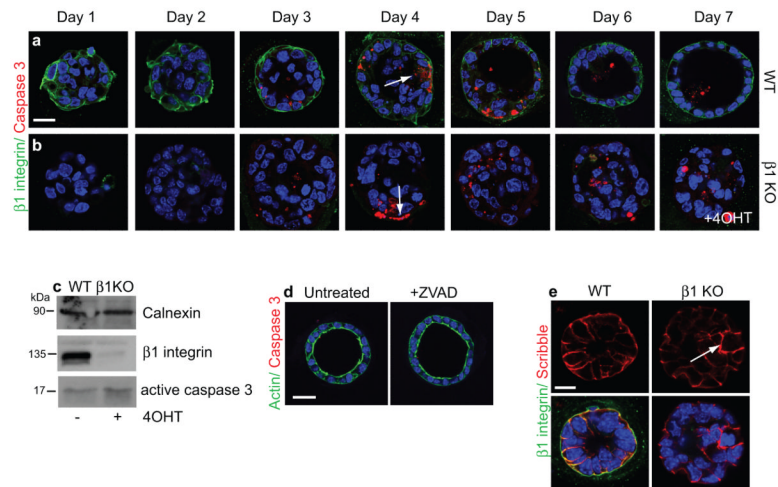 Day 1 Day 2 Day 3 Day 4 Day 5 Day 6 Day 7
a
β1 integrin/ Caspase 3
WT
b
β1 KO
+4OHT
c WT β1KO
kDa
90 Calnexin
135 β1 integrin
17 active caspase 3
- + 4OHT
d Untreated +ZVAD
Actin/ Caspase 3
e WT β1 KO
β1 integrin/ Scribble